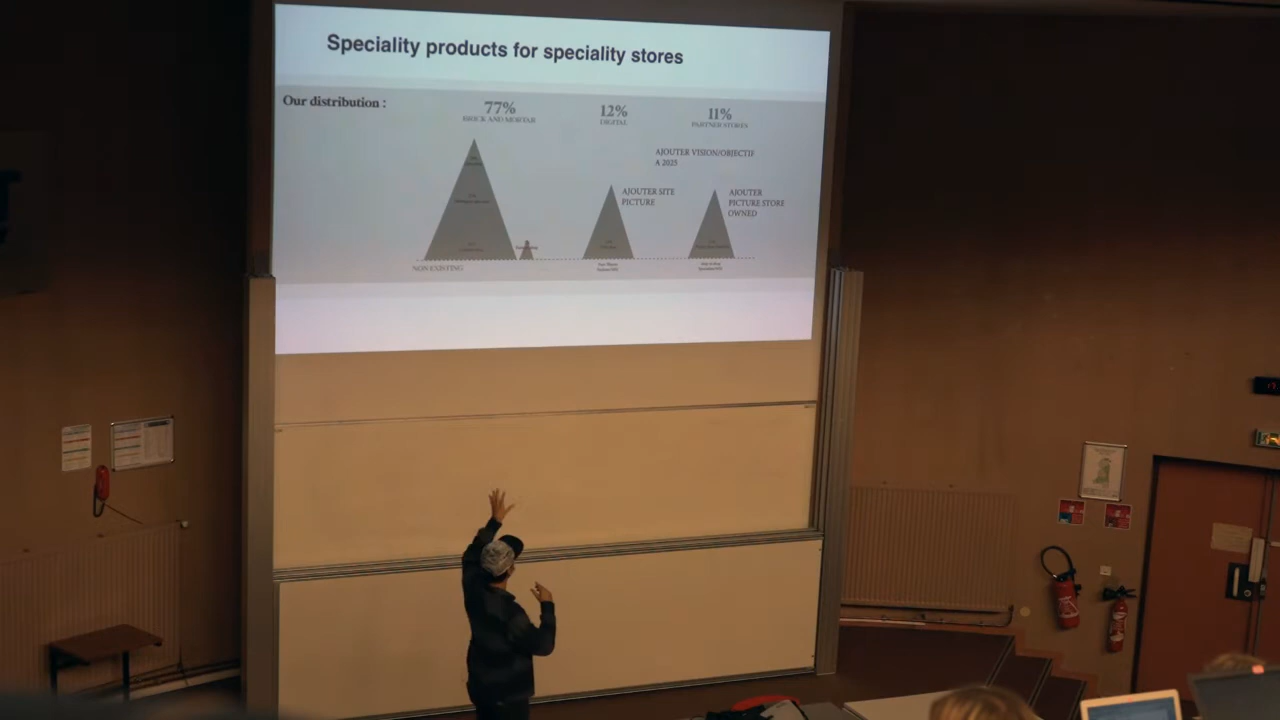 Speciality products for speciality stores
Our distribution :
77%
BRICK AND MORTAR
12%
DIGITAL
11%
PARTNER STORES
AJOUTER VISION/OBJECTIF
A 2025
AJOUTER SITE
PICTURE
AJOUTER
PICTURE STORE
OWNED
NON EXISTING